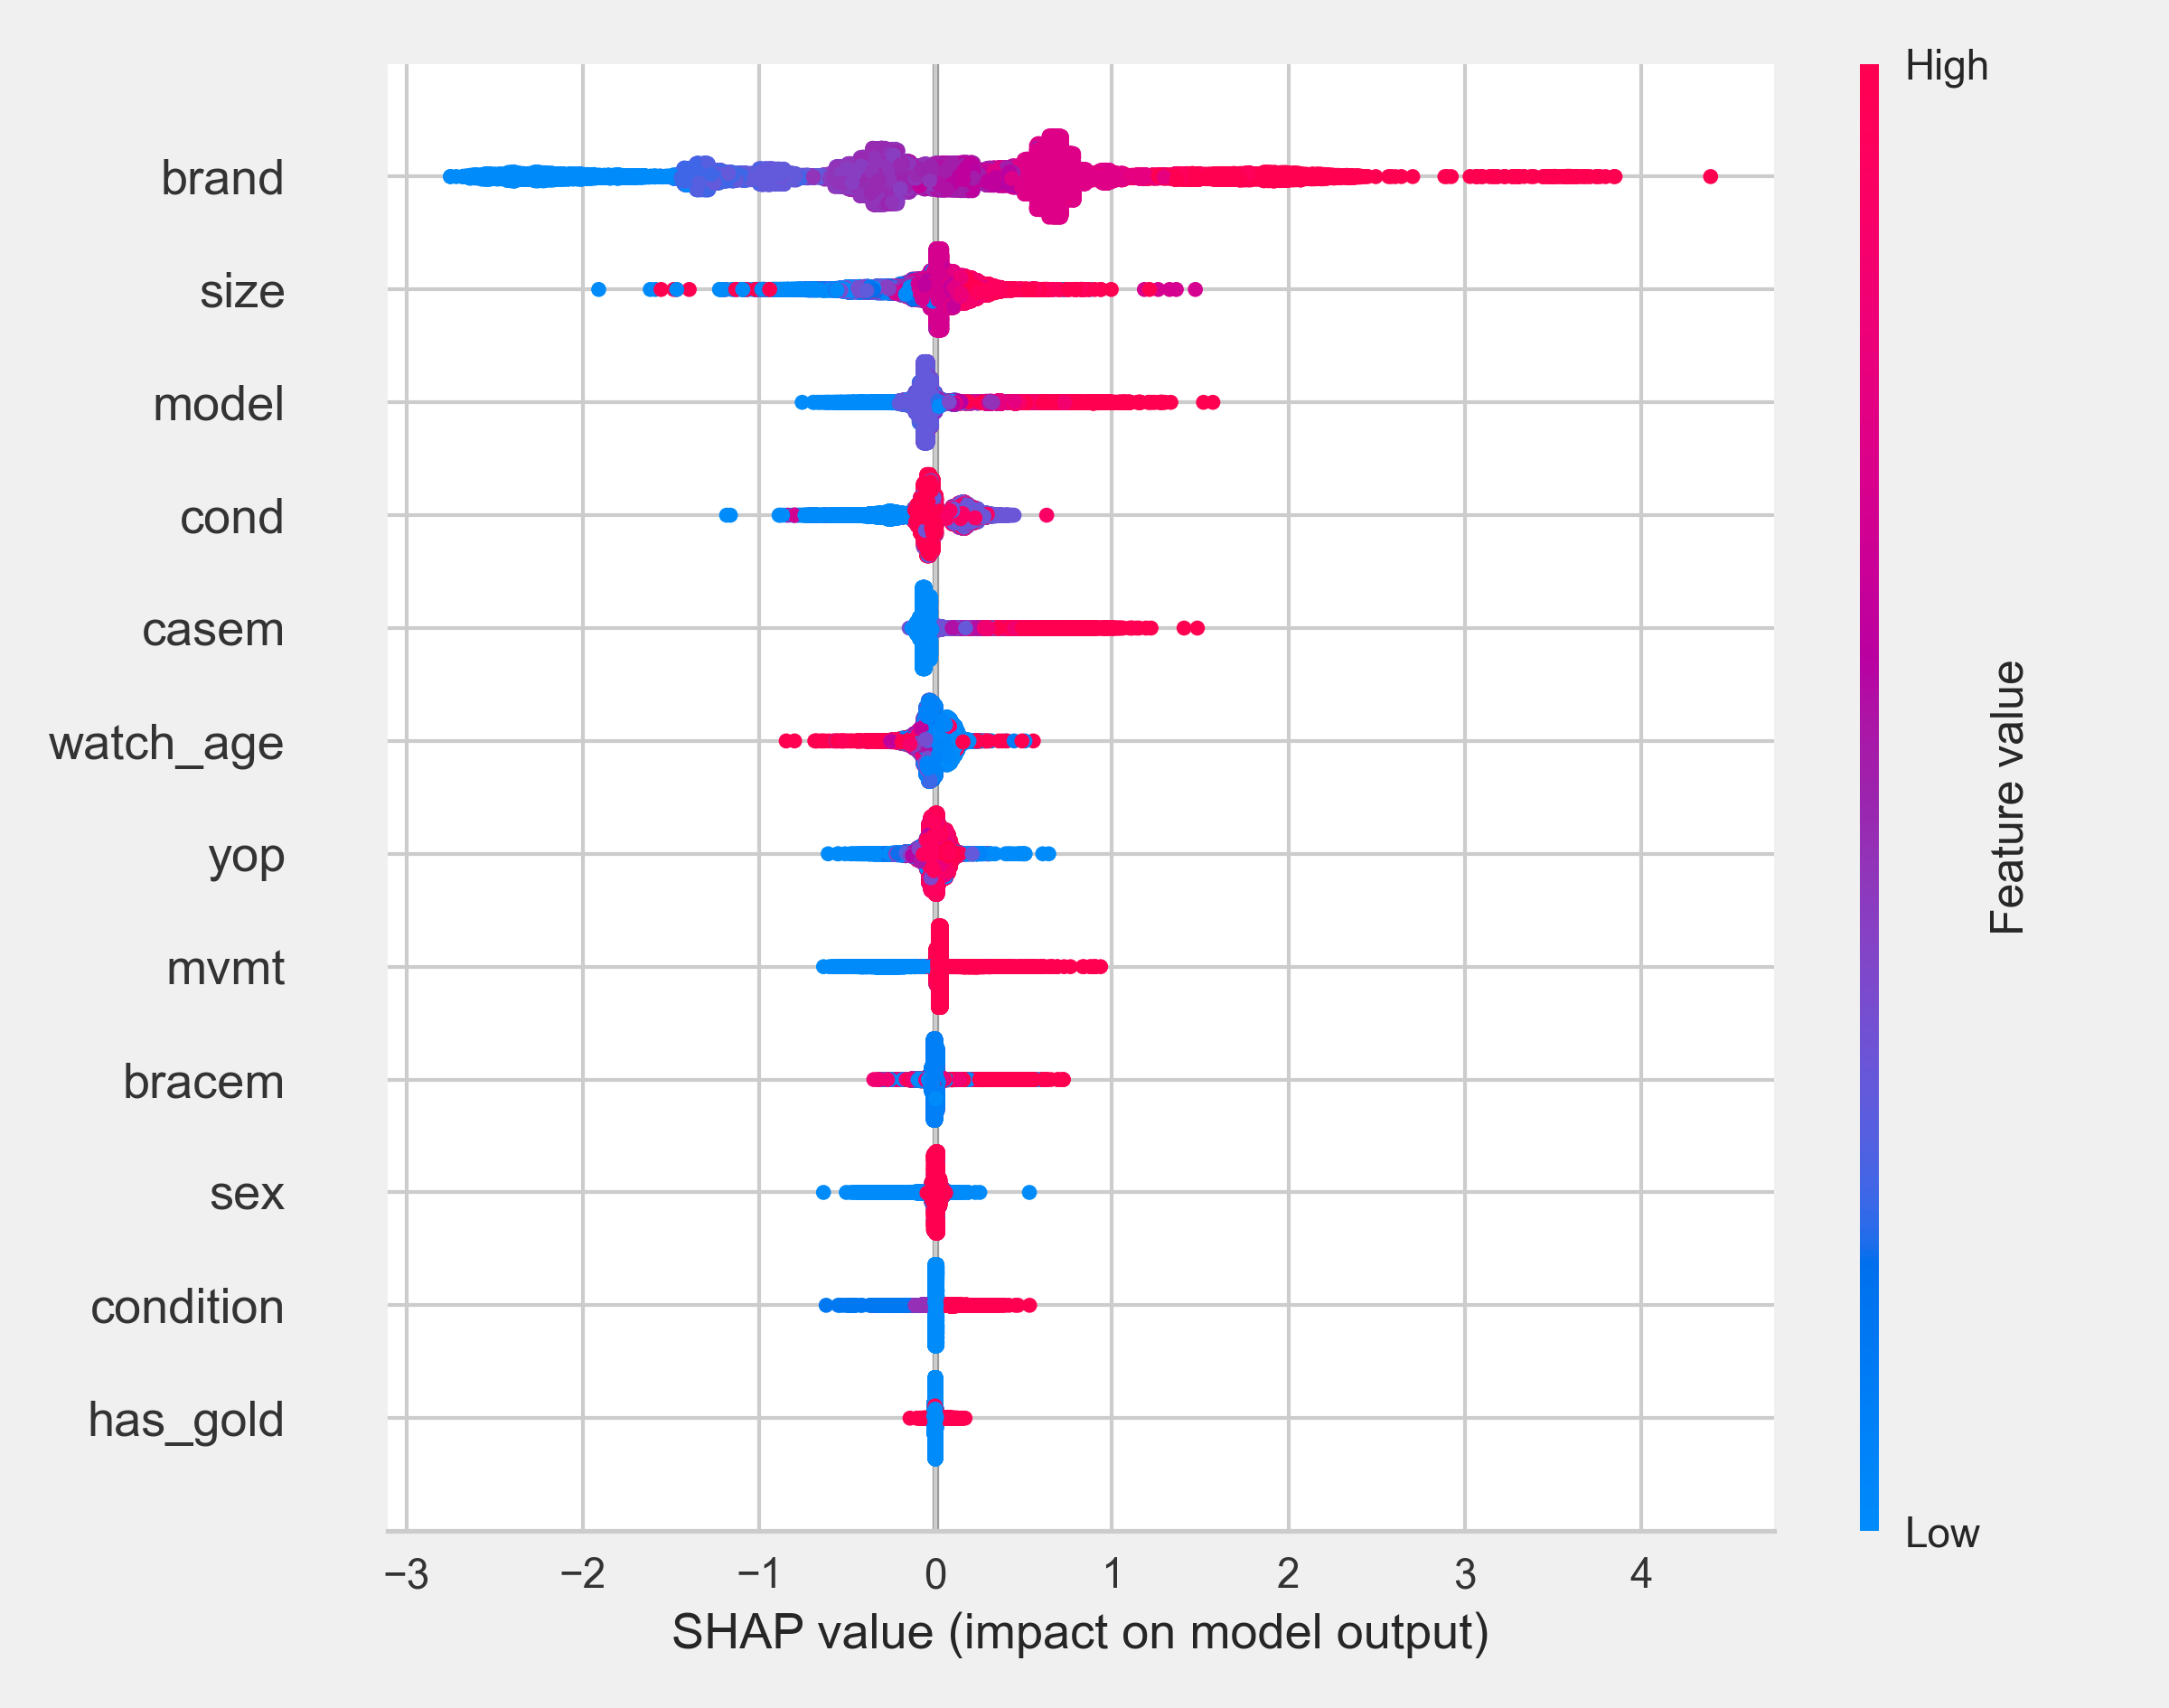 High
brand
size
model
cond
casem
watch_age
yop
mvmt
bracem
sex
condition
has_gold
Feature value
Low
−3 −2 −1 0 1 2 3 4
SHAP value (impact on model output)